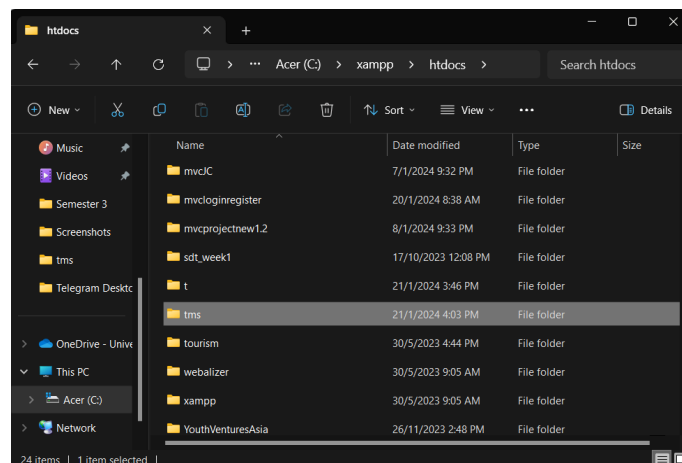 htdocs
Acer (C:) > xampp > htdocs >
Search htdocs
New
Sort
View
Details
Name
Date modified
Type
Size
Music
Videos
Semester 3
Screenshots
tms
Telegram Deskto
OneDrive - Unive
This PC
Acer (C:)
Network
mvcJC 7/1/2024 9:32 PM File folder
mvcloginregister 20/1/2024 8:38 AM File folder
mvcprojectnew1.2 8/1/2024 9:33 PM File folder
sdt_week1 17/10/2023 12:08 PM File folder
t 21/1/2024 3:46 PM File folder
tms 21/1/2024 4:03 PM File folder
tourism 30/5/2023 4:44 PM File folder
webalizer 30/5/2023 9:05 AM File folder
xampp 30/5/2023 9:05 AM File folder
YouthVenturesAsia 26/11/2023 2:48 PM File folder
24 items | 1 item selected |